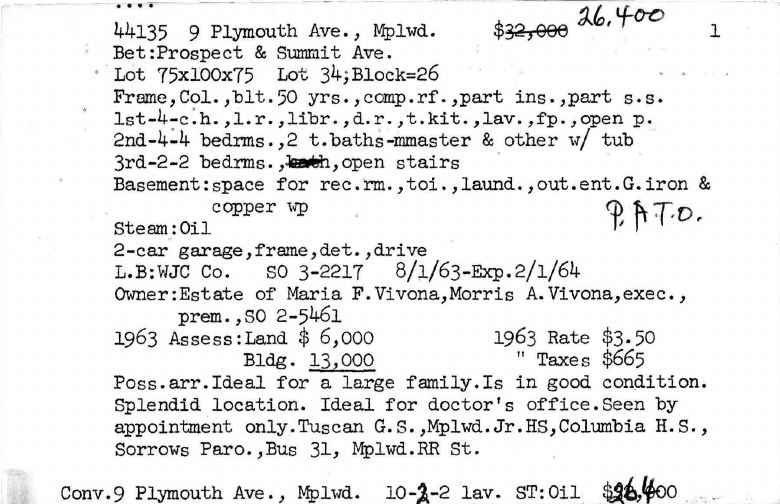 44135 9 Plymouth Ave., Mplwd. $32,000 26,400 1
Bet:Prospect & Summit Ave.
Lot 75x100x75 Lot 34;Block=26
Frame,Col.,blt.50 yrs.,comp.rf.,part ins.,part s.s.
1st-4-c.h.,l.r.,libr.,d.r.,t.kit.,lav.,fp.,open p.
2nd-4-4 bedrms.,2 t.baths-mmaster & other w/ tub
3rd-2-2 bedrms.,bath,open stairs
Basement:space for rec.rm.,toi.,laund.,out.ent.G.iron &
copper wp
P.A.T.O.
Steam:Oil
2-car garage,frame,det.,drive
L.B:WJC Co. SO 3-2217 8/1/63-Exp.2/1/64
Owner:Estate of Maria F.Vivona,Morris A.Vivona,exec.,
prem.,SO 2-5461
1963 Assess:Land $ 6,000 1963 Rate $3.50
Bldg. 13,000 " Taxes $665
Poss.arr.Ideal for a large family.Is in good condition.
Splendid location. Ideal for doctor's office.Seen by
appointment only.Tuscan G.S.,Mplwd.Jr.HS,Columbia H.S.,
Sorrows Paro.,Bus 31, Mplwd.RR St.
Conv.9 Plymouth Ave., Mplwd. 10-2-2 lav. ST:Oil $26,400